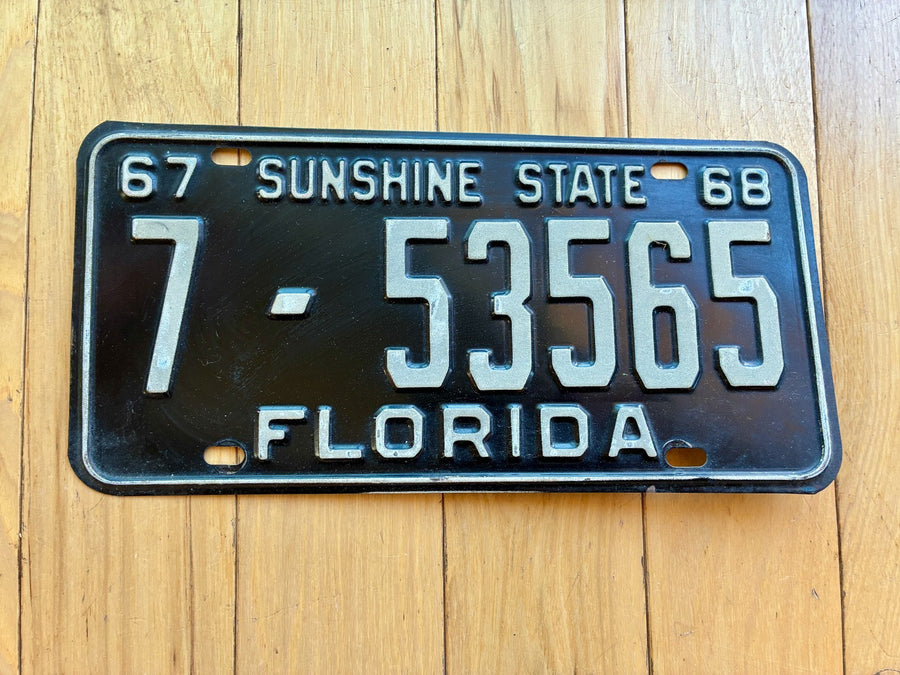 67 SUNSHINE STATE 68
7-53565
FLORIDA